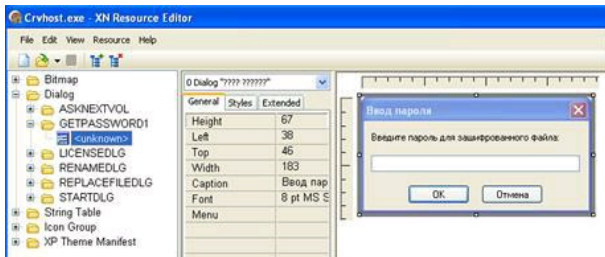 Crvhost.exe - XN Resource Editor
File Edit View Resource Help
Bitmap
Dialog
ASKNEXTVOL
GETPASSWORD1
<unknown>
LICENSEDLG
RENAMEDLG
REPLACEFILEDLG
STARTDLG
String Table
Icon Group
XP Theme Manifest
0 Dialog "???? ??????"
General Styles Extended
Height 67
Left 38
Top 46
Width 183
Caption Ввод пар
Font 8 pt MS S
Menu
Ввод пароля
Введите пароль для зашифрованного файла:
OK Отмена